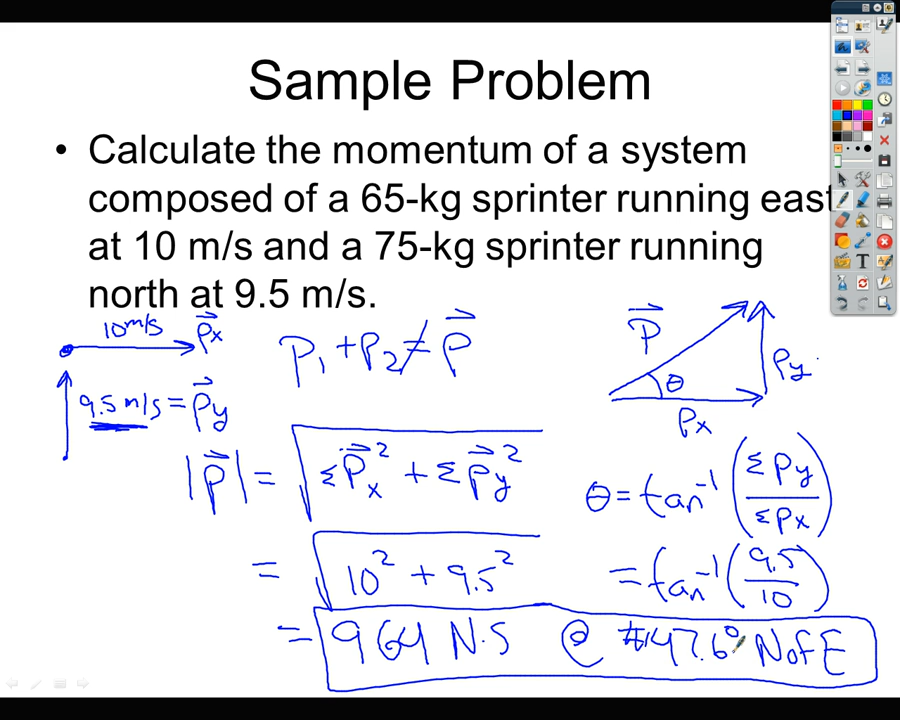 Sample Problem
• Calculate the momentum of a system
composed of a 65-kg sprinter running east
at 10 m/s and a 75-kg sprinter running
north at 9.5 m/s.
10 m/s P⃗x
P₁ + P₂ ≠ P⃗
P⃗
θ
Py
Px
9.5 m/s = P⃗y
|P⃗| = √(ΣP⃗x² + ΣP⃗y²)
θ = tan⁻¹(ΣPy/ΣPx)
= √(10² + 9.5²)
= tan⁻¹(9.5/10)
= 964 N·S @ 47.6° N of E